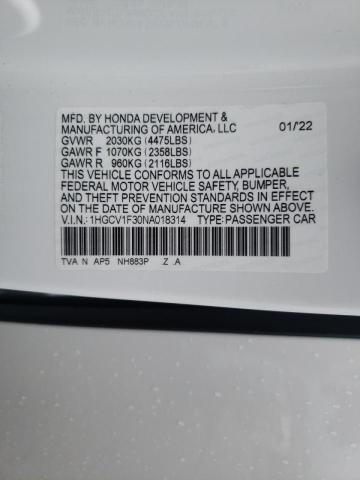 MFD. BY HONDA DEVELOPMENT &
MANUFACTURING OF AMERICA, LLC 01/'22
GVWR 2030KG (4475LBS)
GAWR F 1070KG (2358LBS)
GAWR R 960KG (2116LBS)
THIS VEHICLE CONFORMS TO ALL APPLICABLE
FEDERAL MOTOR VEHICLE SAFETY, BUMPER,
AND THEFT PREVENTION STANDARDS IN EFFECT
ON THE DATE OF MANUFACTURE SHOWN ABOVE.
V.I.N.: 1HGCV1F30NA018314 TYPE:PASSENGER CAR
TVA N AP5 NH883P Z .A